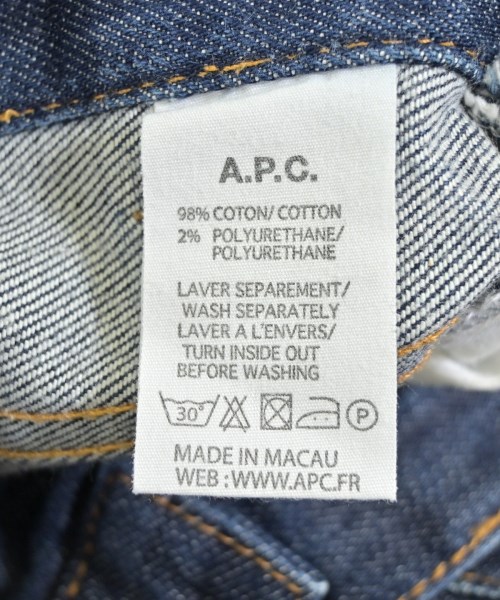 A.P.C.
98% COTON/ COTTON
2% POLYURETHANE/
POLYURETHANE
LAVER SEPAREMENT/
WASH SEPARATELY
LAVER A L'ENVERS/
TURN INSIDE OUT
BEFORE WASHING
30° P
MADE IN MACAU
WEB : WWW.APC.FR